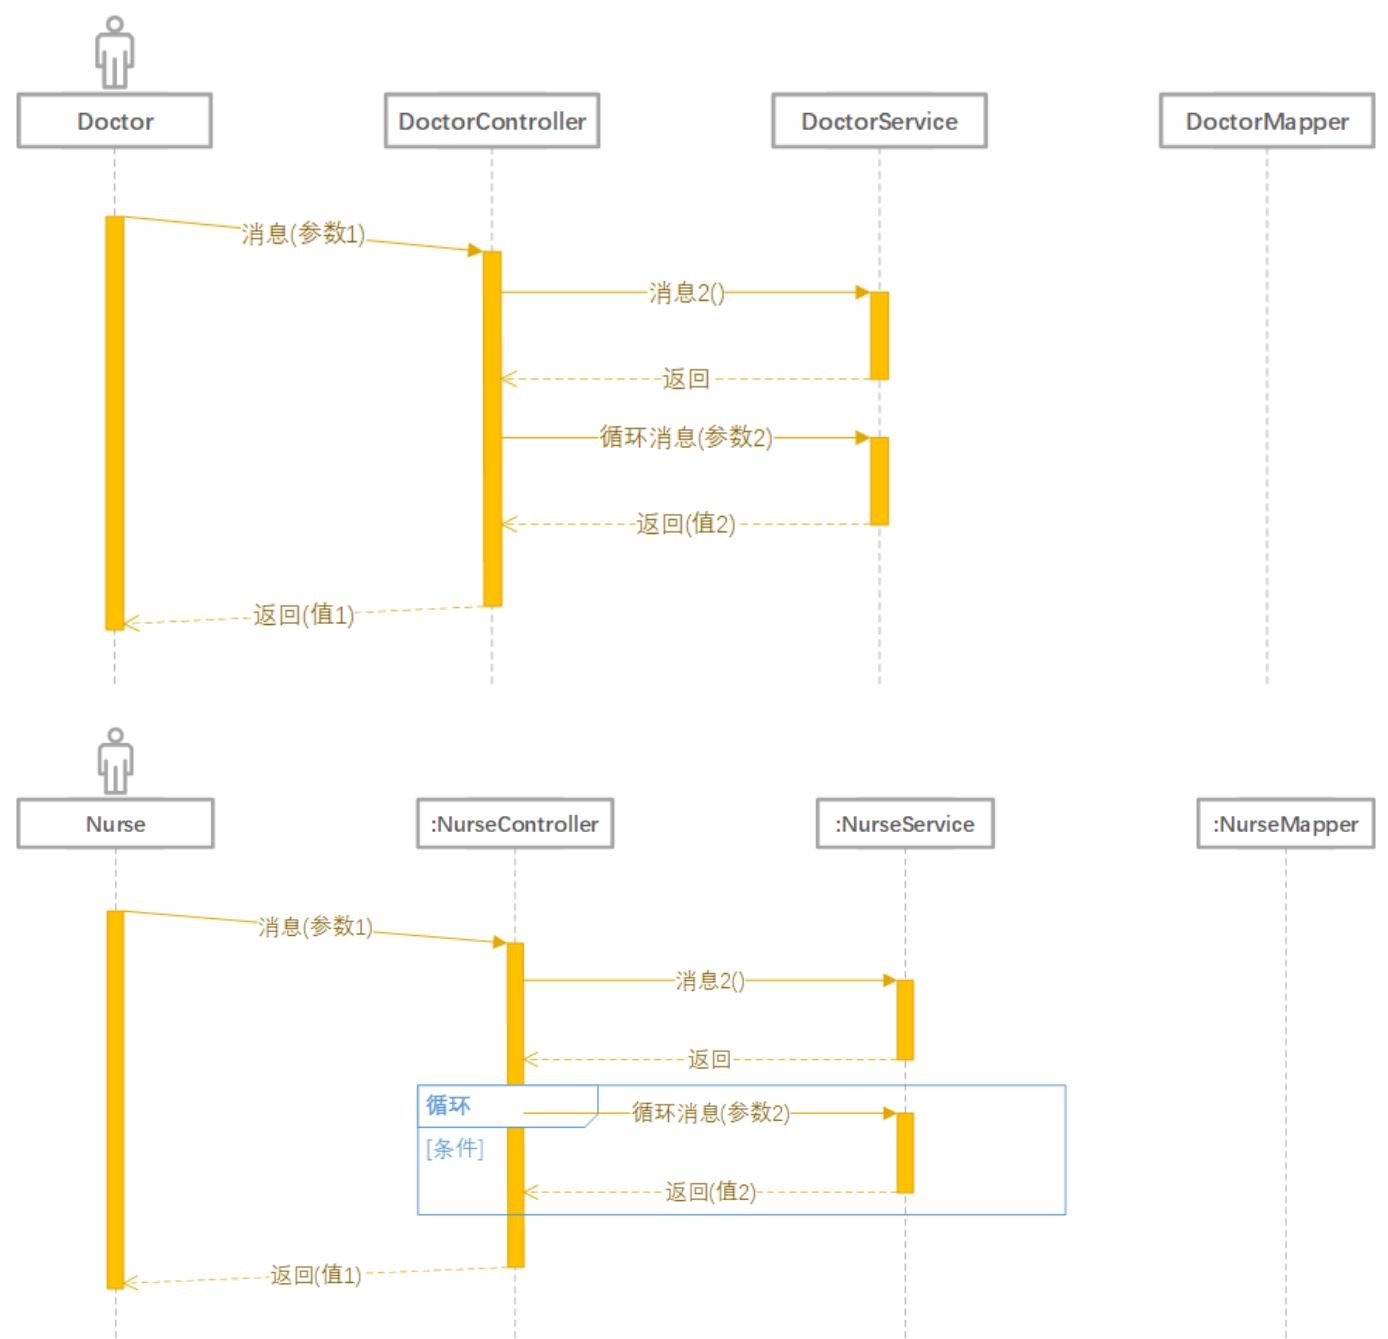 Doctor
DoctorController
DoctorService
DoctorMapper
消息(参数1)
消息2()
返回
循环消息(参数2)
返回(值2)
返回(值1)
Nurse
:NurseController
:NurseService
:NurseMapper
消息(参数1)
消息2()
返回
循环
循环消息(参数2)
[条件]
返回(值2)
返回(值1)